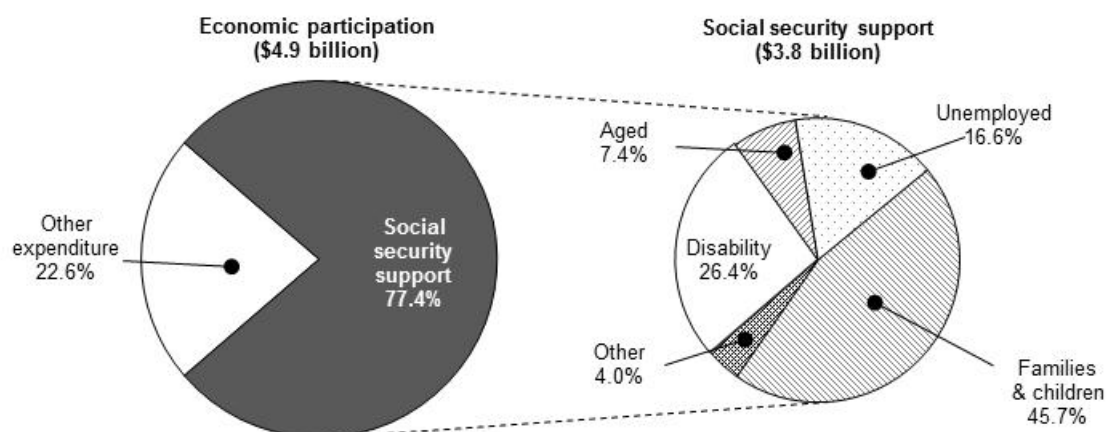 Economic participation
($4.9 billion)
Other
expenditure
22.6%
Social
security
support
77.4%
Social security support
($3.8 billion)
Aged
7.4%
Unemployed
16.6%
Disability
26.4%
Other
4.0%
Families
& children
45.7%